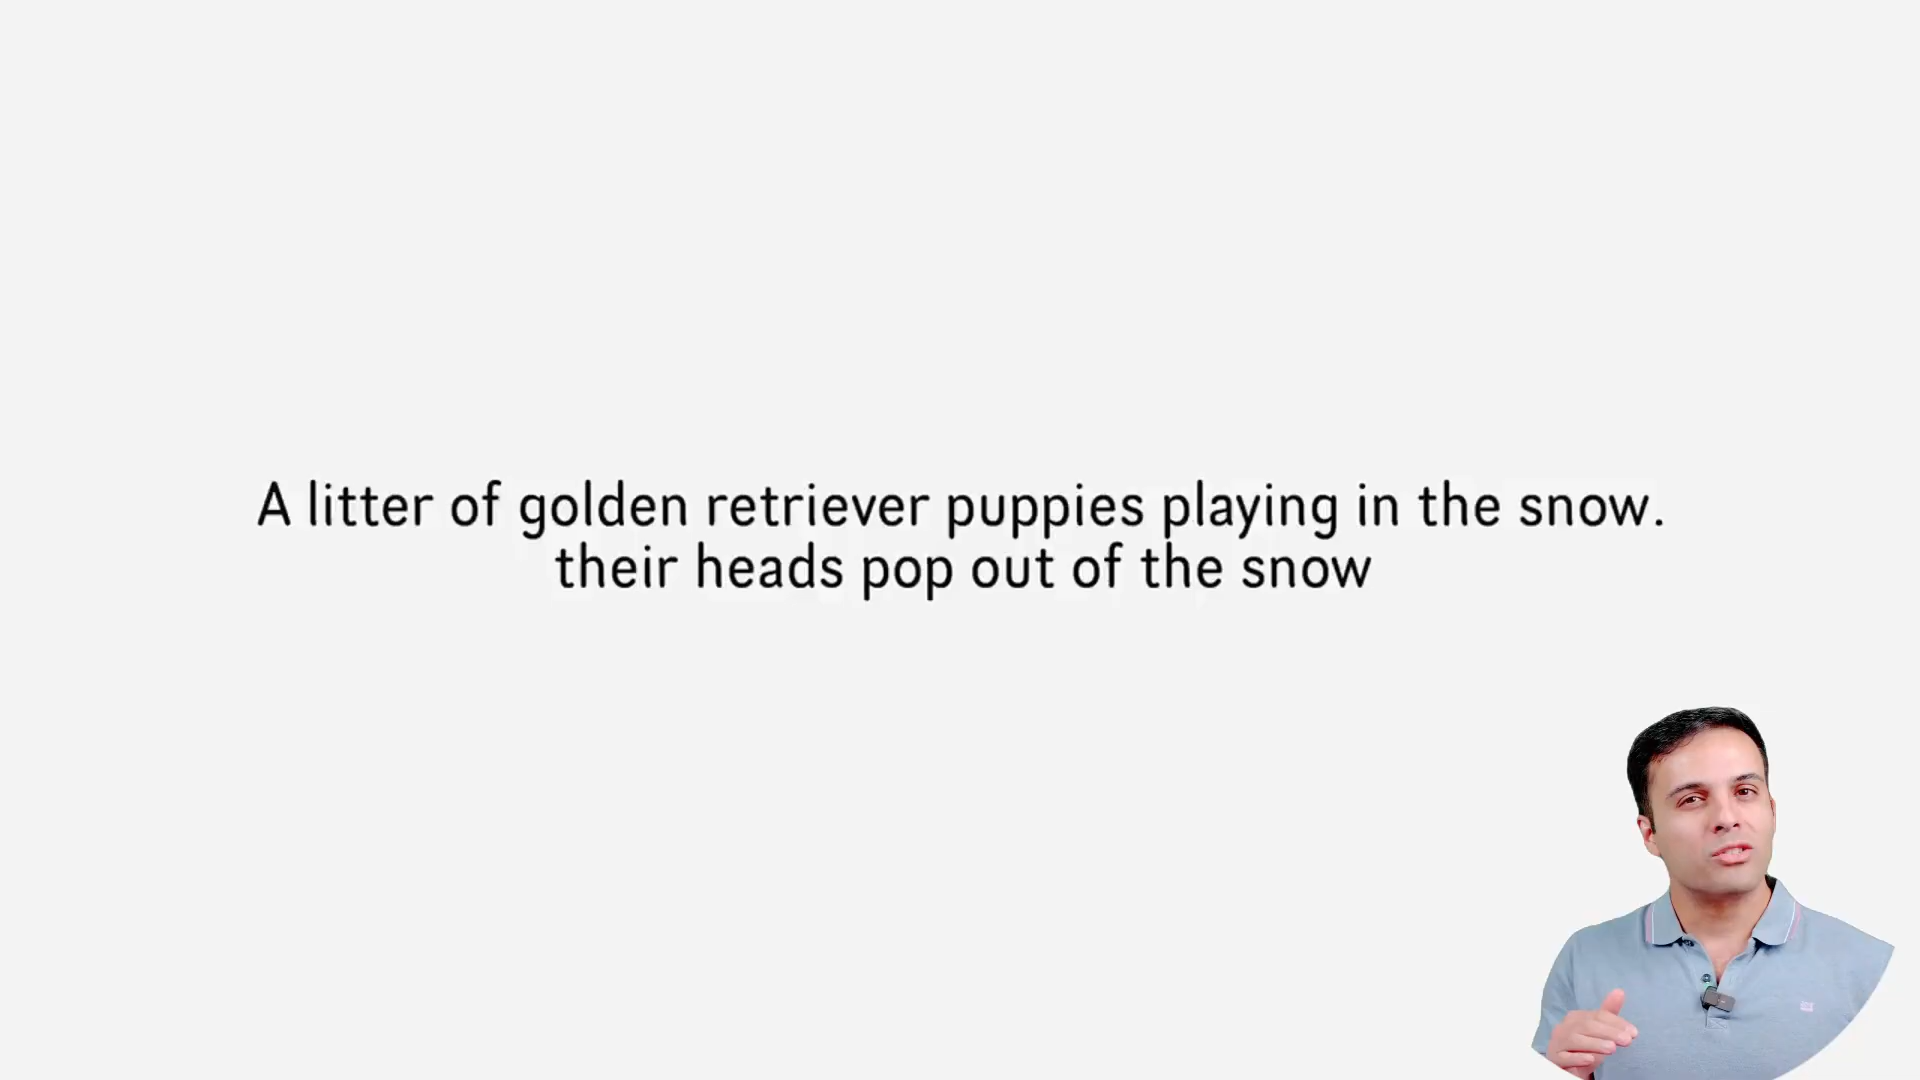 A litter of golden retriever puppies playing in the snow.
their heads pop out of the snow